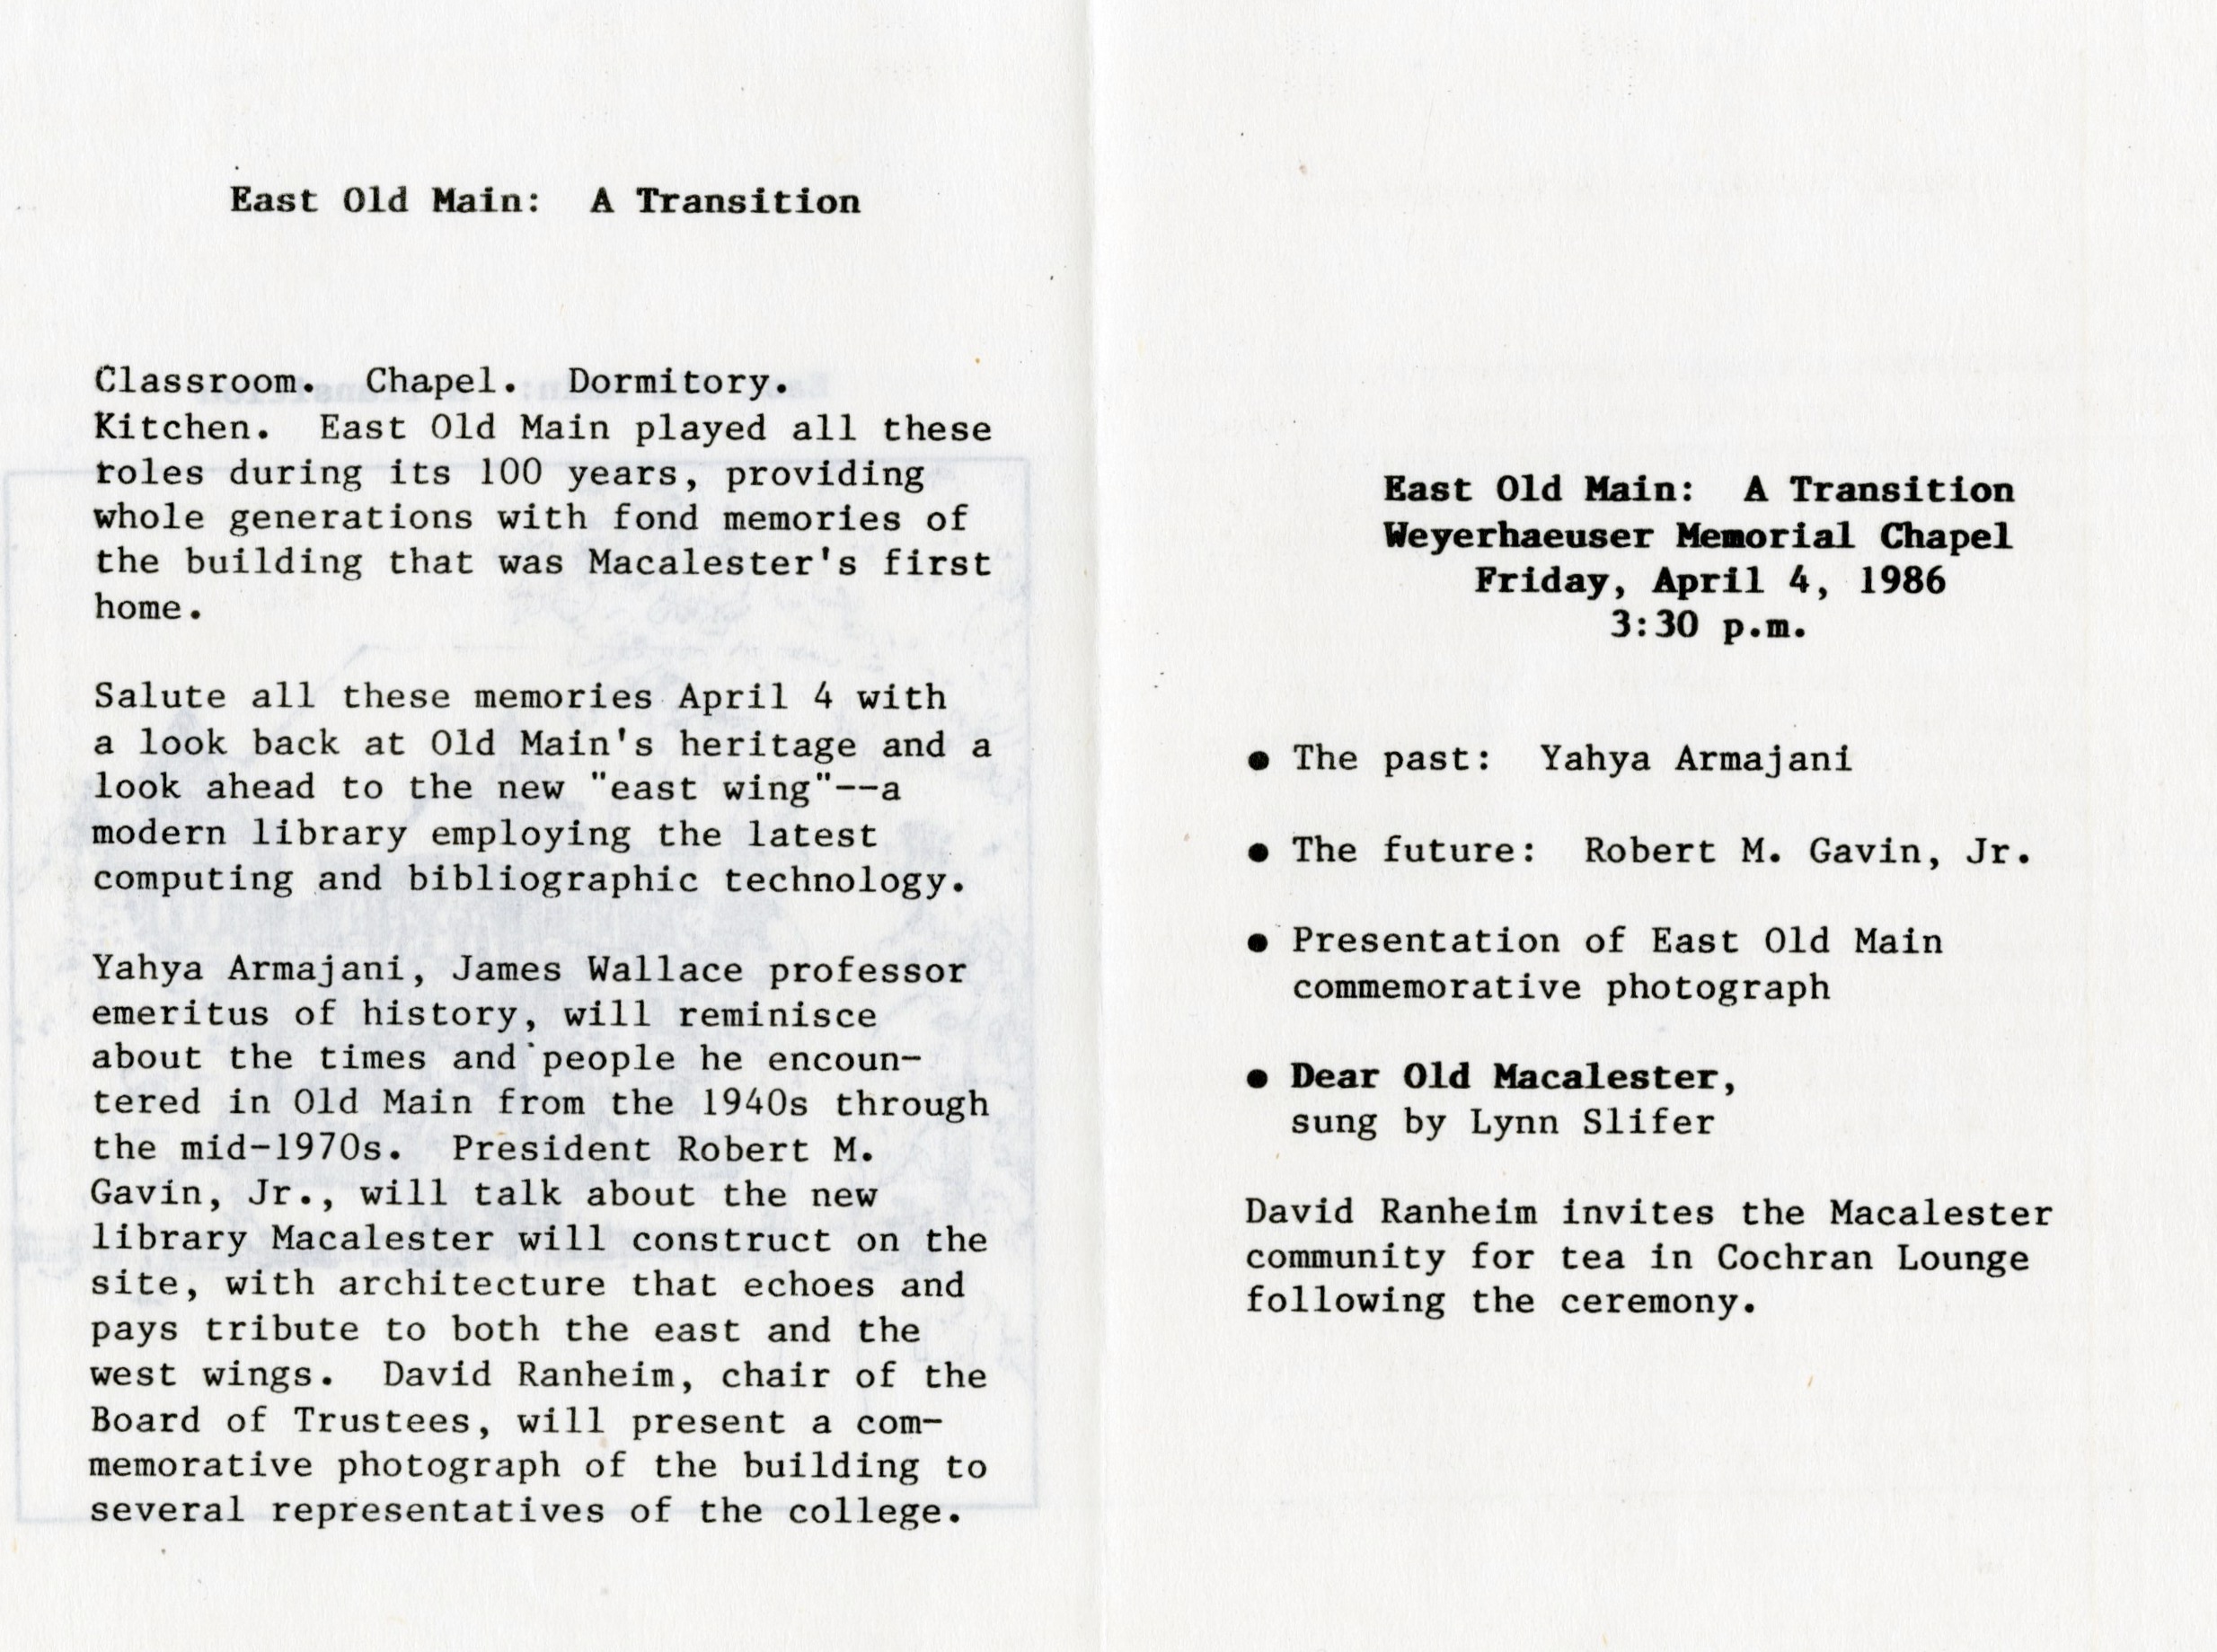 East Old Main:  A Transition
Classroom.  Chapel.  Dormitory.
Kitchen.  East Old Main played all these
roles during its 100 years, providing
whole generations with fond memories of
the building that was Macalester's first
home.
Salute all these memories April 4 with
a look back at Old Main's heritage and a
look ahead to the new "east wing"--a
modern library employing the latest
computing and bibliographic technology.
Yahya Armajani, James Wallace professor
emeritus of history, will reminisce
about the times and people he encoun-
tered in Old Main from the 1940s through
the mid-1970s.  President Robert M.
Gavin, Jr., will talk about the new
library Macalester will construct on the
site, with architecture that echoes and
pays tribute to both the east and the
west wings.  David Ranheim, chair of the
Board of Trustees, will present a com-
memorative photograph of the building to
several representatives of the college.
East Old Main:  A Transition
Weyerhaeuser Memorial Chapel
Friday, April 4, 1986
3:30 p.m.
● The past:  Yahya Armajani
● The future:  Robert M. Gavin, Jr.
● Presentation of East Old Main
commemorative photograph
● Dear Old Macalester,
sung by Lynn Slifer
David Ranheim invites the Macalester
community for tea in Cochran Lounge
following the ceremony.